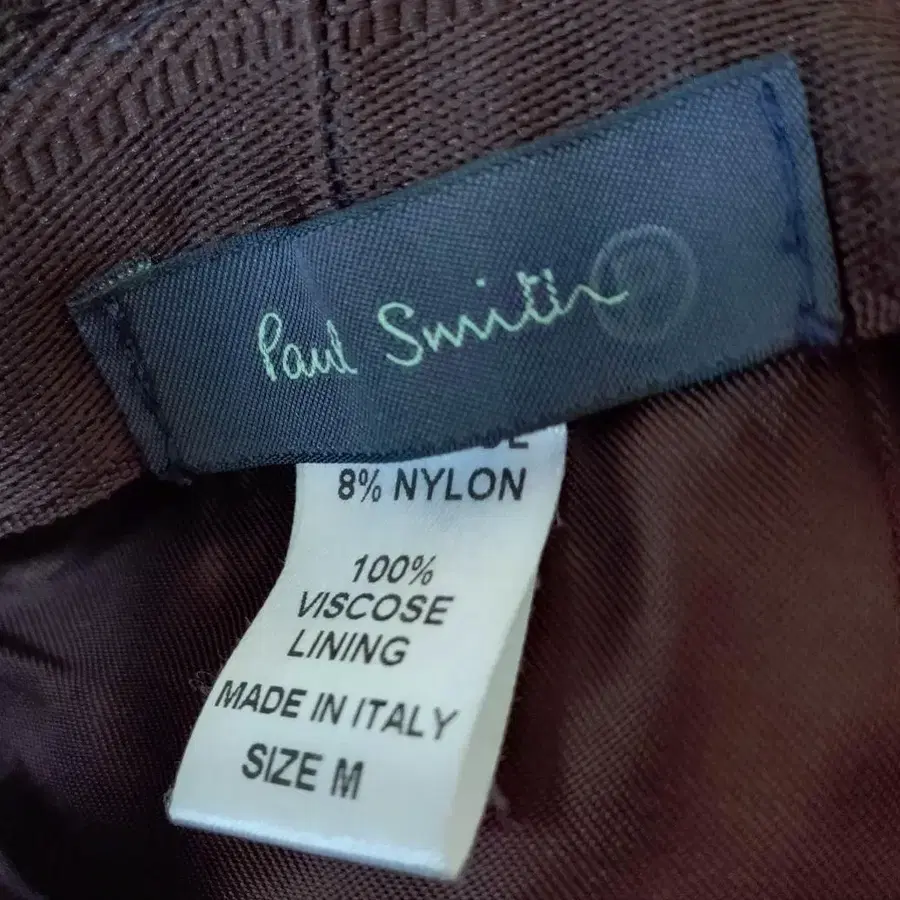 Paul Smith
8% NYLON
100%
VISCOSE
LINING
MADE IN ITALY
SIZE M